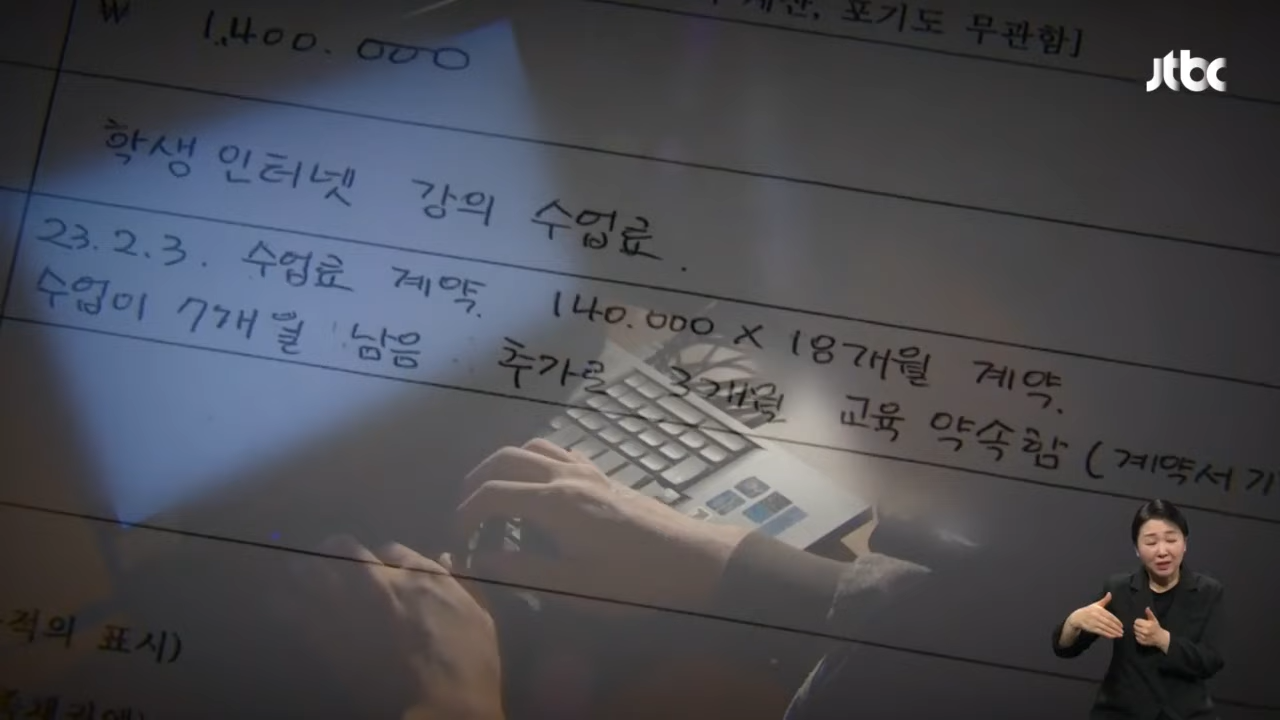 포기도 무관함]
jtbc
₩ 1,400.000
학생 인터넷 강의 수업료.
23.2.3. 수업료 계약. 140.000 X 18개월 계약.
수업이 7개월 남음. 추가로 3개월 교육 약속함 (계약서기
적의 표시)